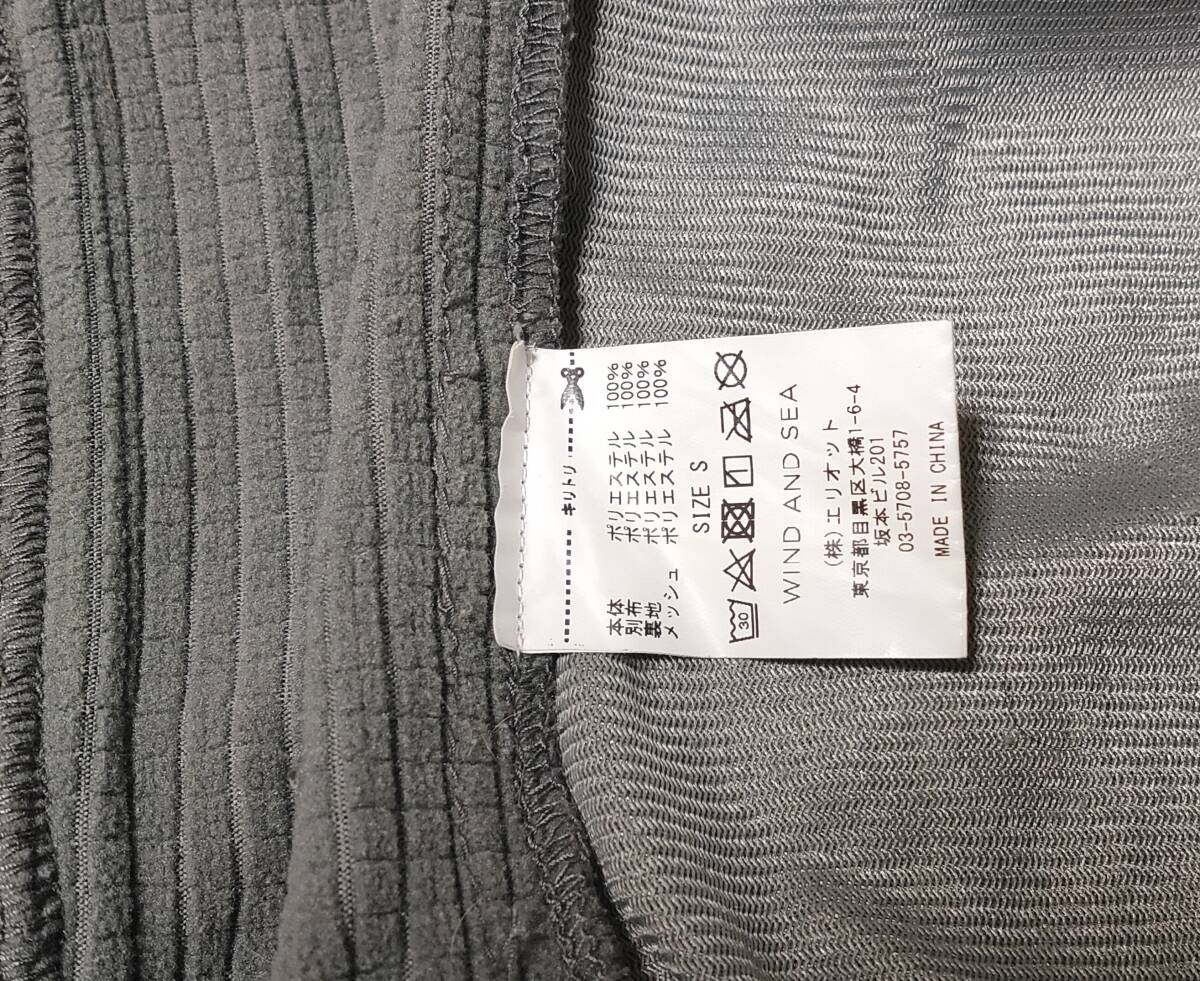 キリトリ
本体 ポリエステル 100%
別布 ポリエステル 100%
裏地 ポリエステル 100%
メッシュ ポリエステル 100%
SIZE S
30
WIND AND SEA
(株)エリオット
東京都目黒区大橋1-6-4
坂本ビル201
03-5708-5757
MADE IN CHINA